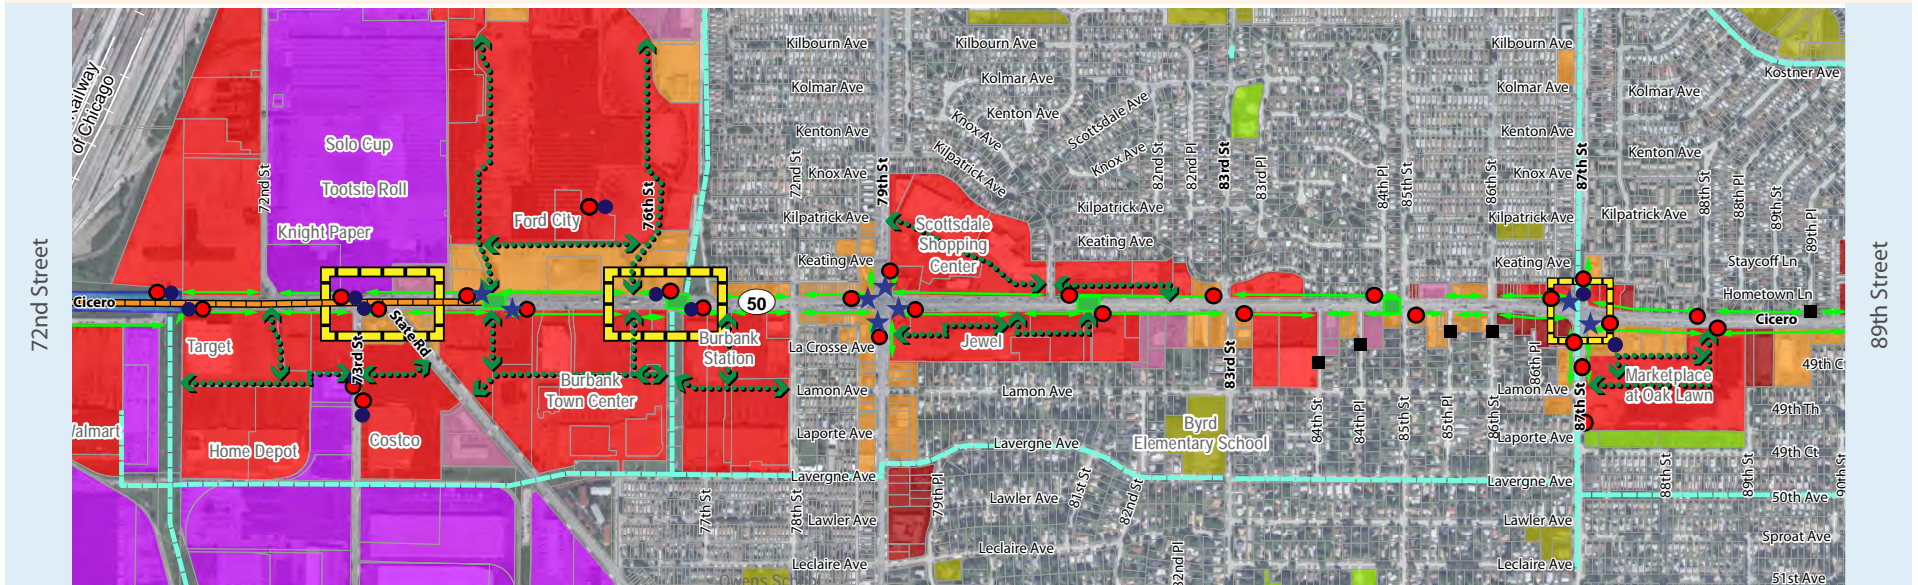 72nd Street
Railway
of Chicago
72nd St
Solo Cup
Tootsie Roll
Knight Paper
Ford City
76th St
Cicero
73rd St
State Rd
Target
Walmart
Home Depot
Costco
Burbank
Town Center
Burbank
Station
50
Kilbourn Ave
Kolmar Ave
Kenton Ave
72nd St
Knox Ave
Kilpatrick Ave
Keating Ave
La Crosse Ave
Lamon Ave
Laporte Ave
Lavergne Ave
Lawler Ave
Leclaire Ave
77th St
78th St
79th St
Kilbourn Ave
Kolmar Ave
Kenton Ave
Knox Ave
Scottsdale Ave
Knox Ave
Kilpatrick Ave
Kilpatrick Ave
Keating Ave
82nd St
82nd Pl
83rd St
83rd Pl
Scottsdale
Shopping
Center
Jewel
Lamon Ave
Lavergne Ave
Lawler Ave
Leclaire Ave
79th Pl
81st St
82nd St
Byrd
Elementary School
83rd St
84th Pl
85th St
86th St
84th St
84th Pl
85th St
85th Pl
86th St
86th Pl
Kilbourn Ave
Kolmar Ave
Kenton Ave
Knox Ave
Kilpatrick Ave
Keating Ave
Lamon Ave
Laporte Ave
Lavergne Ave
Lawler Ave
Leclaire Ave
87th St
87th St
Kostner Ave
Kolmar Ave
Kenton Ave
Kilpatrick Ave
88th St
88th Pl
89th St
89th Pl
Staycoff Ln
Hometown Ln
Cicero
Marketplace
at Oak Lawn
49th Th
49th Ct
50th Ave
Sproat Ave
51st Ave
88th St
89th St
90th St
89th Street